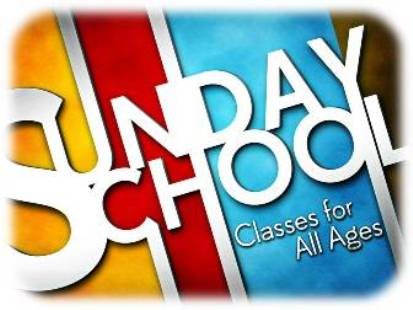 SUNDAY
SCHOOL
Classes for
All Ages